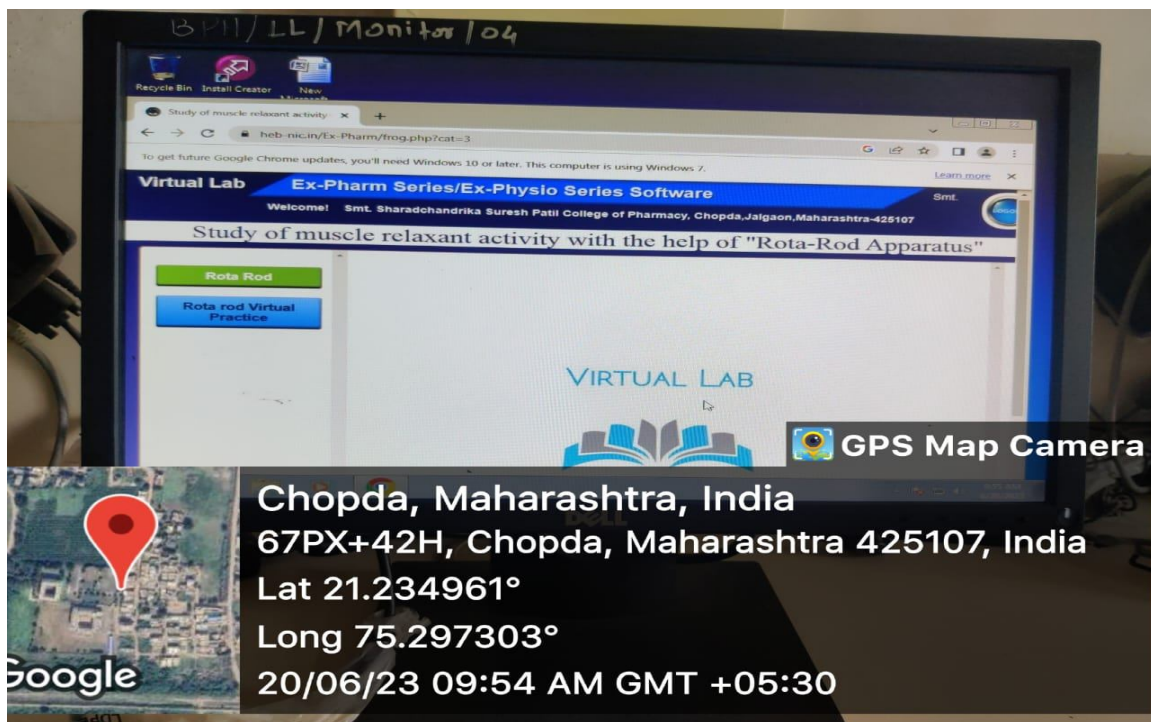 BPH/LL/Monitor/04
Recycle Bin Install Creator New
Study of muscle relaxant activity
heb-nic.in/Ex-Pharm/frog.php?cat=3
To get future Google Chrome updates, you'll need Windows 10 or later. This computer is using Windows 7.
Learn more
Virtual Lab
Ex-Pharm Series/Ex-Physio Series Software
Smt.
Welcome! Smt. Sharadchandrika Suresh Patil College of Pharmacy, Chopda,Jalgaon,Maharashtra-425107
LOGO
Study of muscle relaxant activity with the help of "Rota-Rod Apparatus"
Rota Rod
Rota rod Virtual
Practice
VIRTUAL LAB
GPS Map Camera
DELL
Chopda, Maharashtra, India
67PX+42H, Chopda, Maharashtra 425107, India
Lat 21.234961°
Long 75.297303°
20/06/23 09:54 AM GMT +05:30
Google